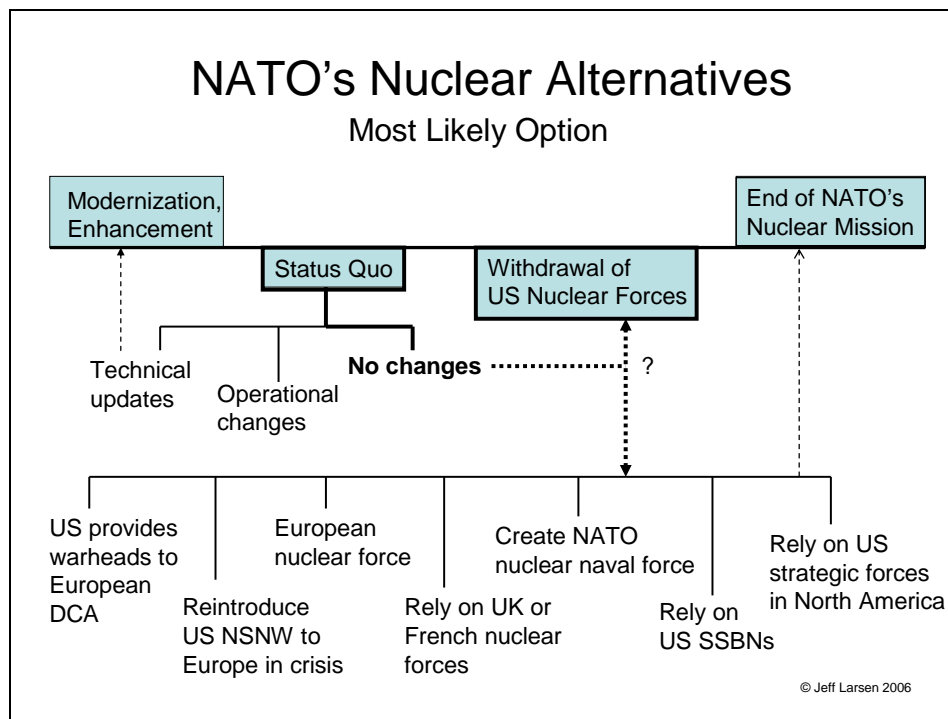 NATO’s Nuclear Alternatives
Most Likely Option
Modernization,
Enhancement
End of NATO’s
Nuclear Mission
Status Quo
Withdrawal of
US Nuclear Forces
Technical
updates
Operational
changes
No changes
?
US provides
warheads to
European
DCA
Reintroduce
US NSNW to
Europe in crisis
European
nuclear force
Rely on UK or
French nuclear
forces
Create NATO
nuclear naval force
Rely on
US SSBNs
Rely on US
strategic forces
in North America
© Jeff Larsen 2006